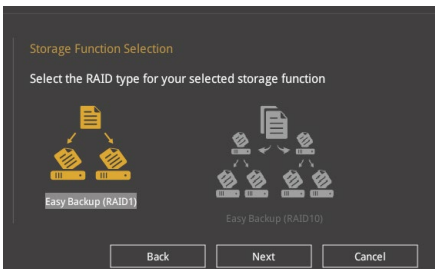 Storage Function Selection
Select the RAID type for your selected storage function
Easy Backup (RAID1)
Easy Backup (RAID10)
Back
Next
Cancel